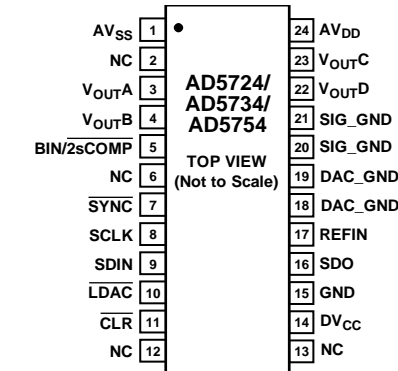 AVSS 1
NC 2
VOUTA 3
VOUTB 4
BIN/2sCOMP 5
NC 6
SYNC 7
SCLK 8
SDIN 9
LDAC 10
CLR 11
NC 12
AD5724/
AD5734/
AD5754
TOP VIEW
(Not to Scale)
24 AVDD
23 VOUTC
22 VOUTD
21 SIG_GND
20 SIG_GND
19 DAC_GND
18 DAC_GND
17 REFIN
16 SDO
15 GND
14 DVCC
13 NC